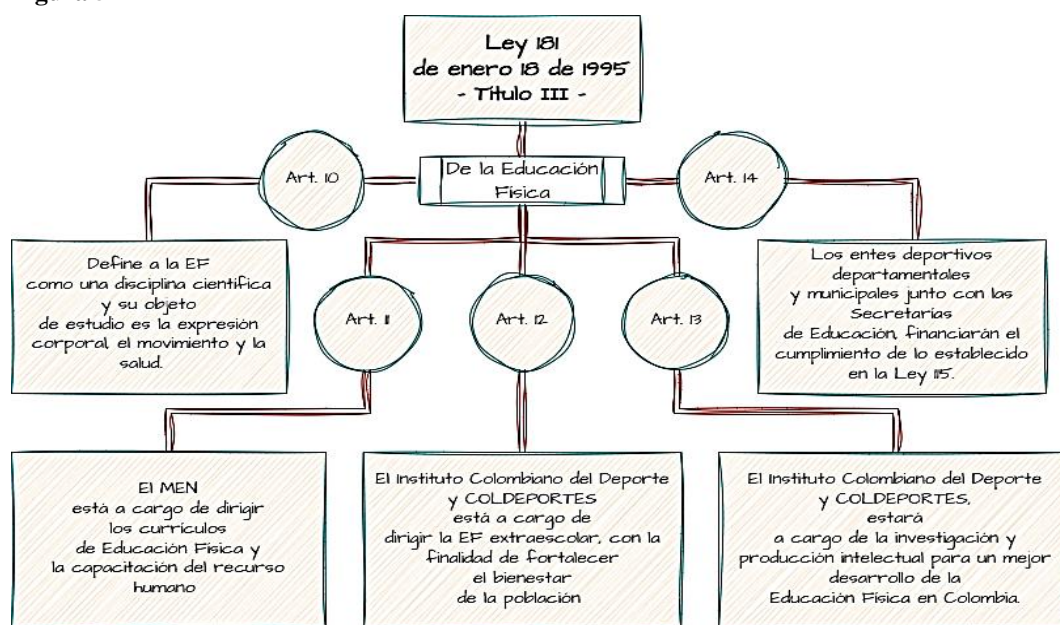 Ley 181
de enero 18 de 1995
- Título III -
De la Educación
Física
Art. 10
Art. 14
Define a la EF
como una disciplina científica
y su objeto
de estudio es la expresión
corporal, el movimiento y la
salud.
Art. 11
Art. 12
Art. 13
Los entes deportivos
departamentales
y municipales junto con las
Secretarías
de Educación, financiarán el
cumplimiento de lo establecido
en la Ley 115.
El MEN
está a cargo de dirigir
los currículos
de Educación Física y
la capacitación del recurso
humano
El Instituto Colombiano del Deporte
y COLDEPORTES
está a cargo de
dirigir la EF extraescolar, con la
finalidad de fortalecer
el bienestar
de la población
El Instituto Colombiano del Deporte
y COLDEPORTES,
estará
a cargo de la investigación y
producción intelectual para un mejor
desarrollo de la
Educación Física en Colombia.